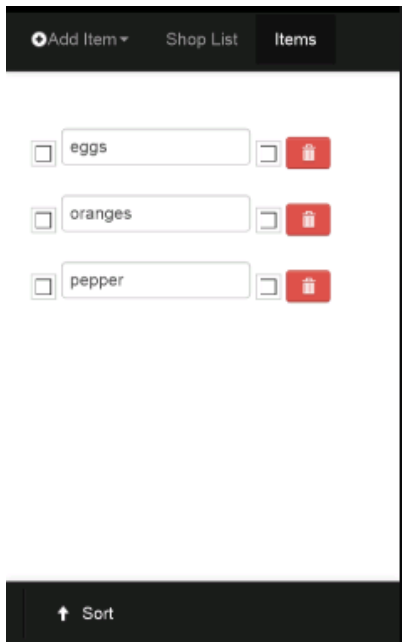 Add Item Shop List Items
eggs
oranges
pepper
Sort